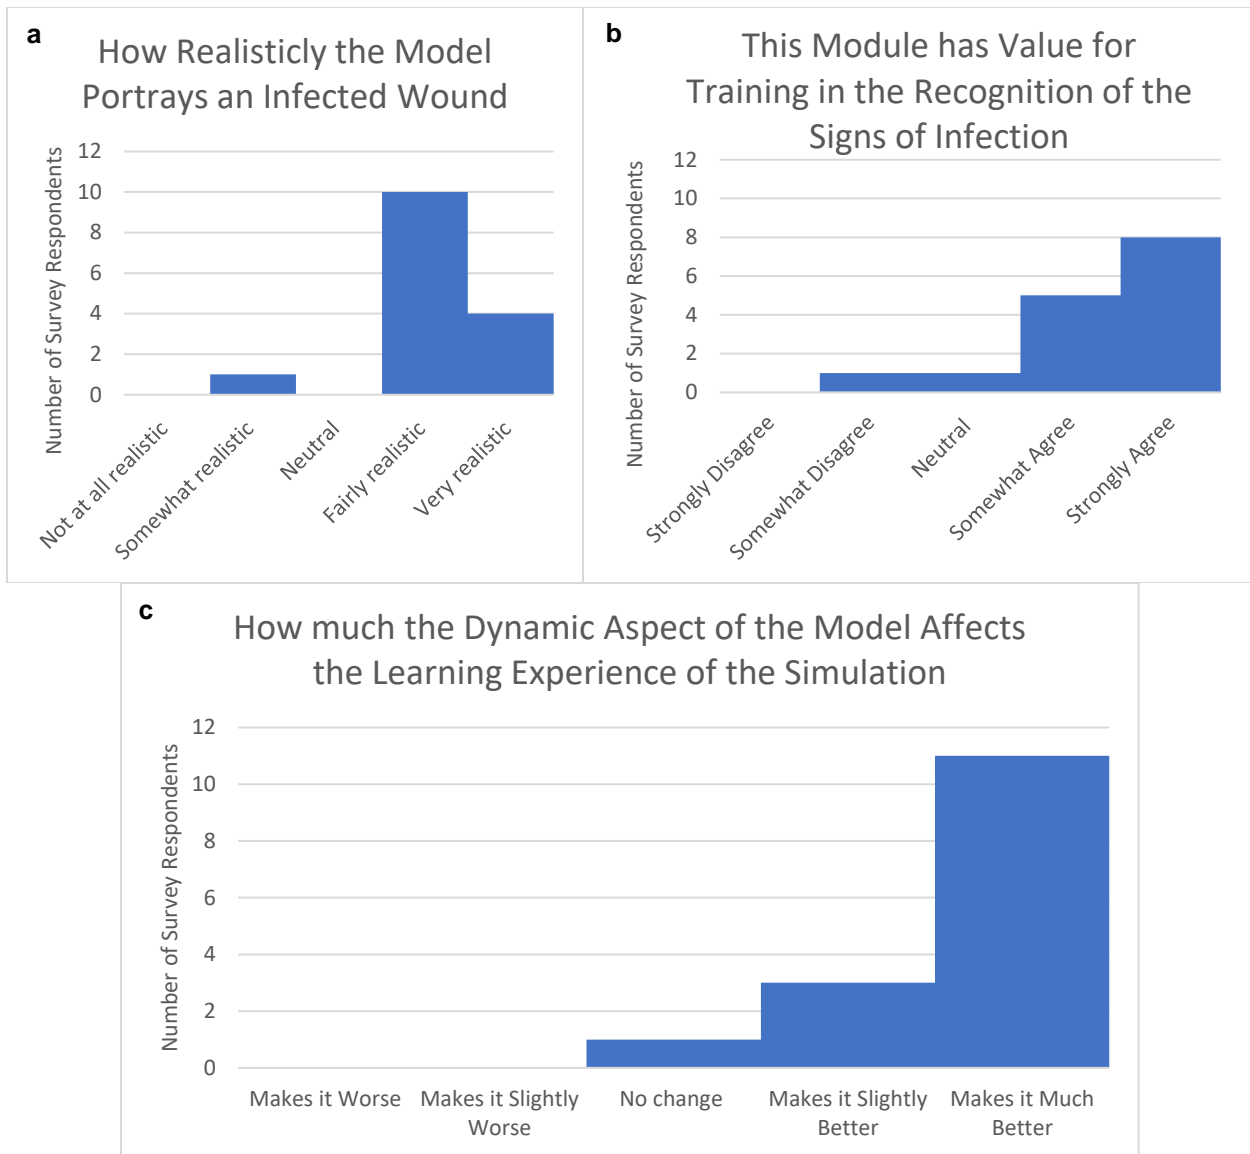 a
How Realisticly the Model
Portrays an Infected Wound
Number of Survey Respondents
12
10
8
6
4
2
0
Not at all realistic
Somewhat realistic
Neutral
Fairly realistic
Very realistic
b
This Module has Value for
Training in the Recognition of the
Signs of Infection
Number of Survey Respondents
12
10
8
6
4
2
0
Strongly Disagree
Somewhat Disagree
Neutral
Somewhat Agree
Strongly Agree
c
How much the Dynamic Aspect of the Model Affects
the Learning Experience of the Simulation
Number of Survey Respondents
12
10
8
6
4
2
0
Makes it Worse
Makes it Slightly
Worse
No change
Makes it Slightly
Better
Makes it Much
Better